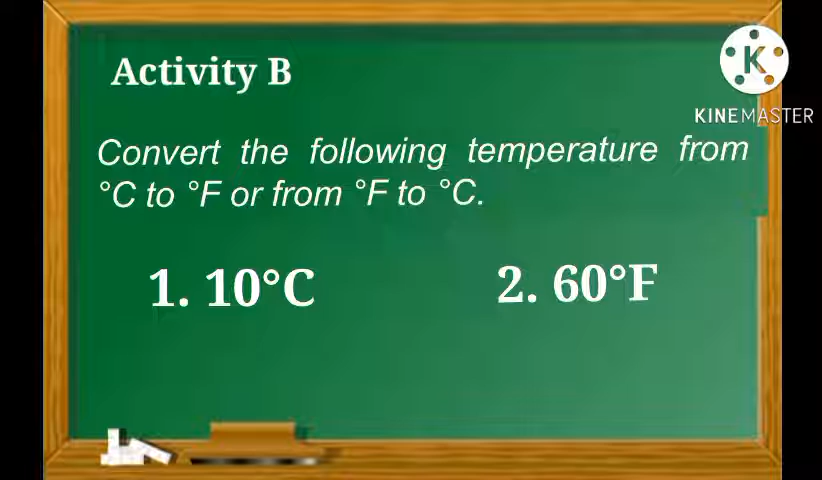 Activity B
K
KINEMASTER
Convert the following temperature from
°C to °F or from °F to °C.
1. 10°C
2. 60°F